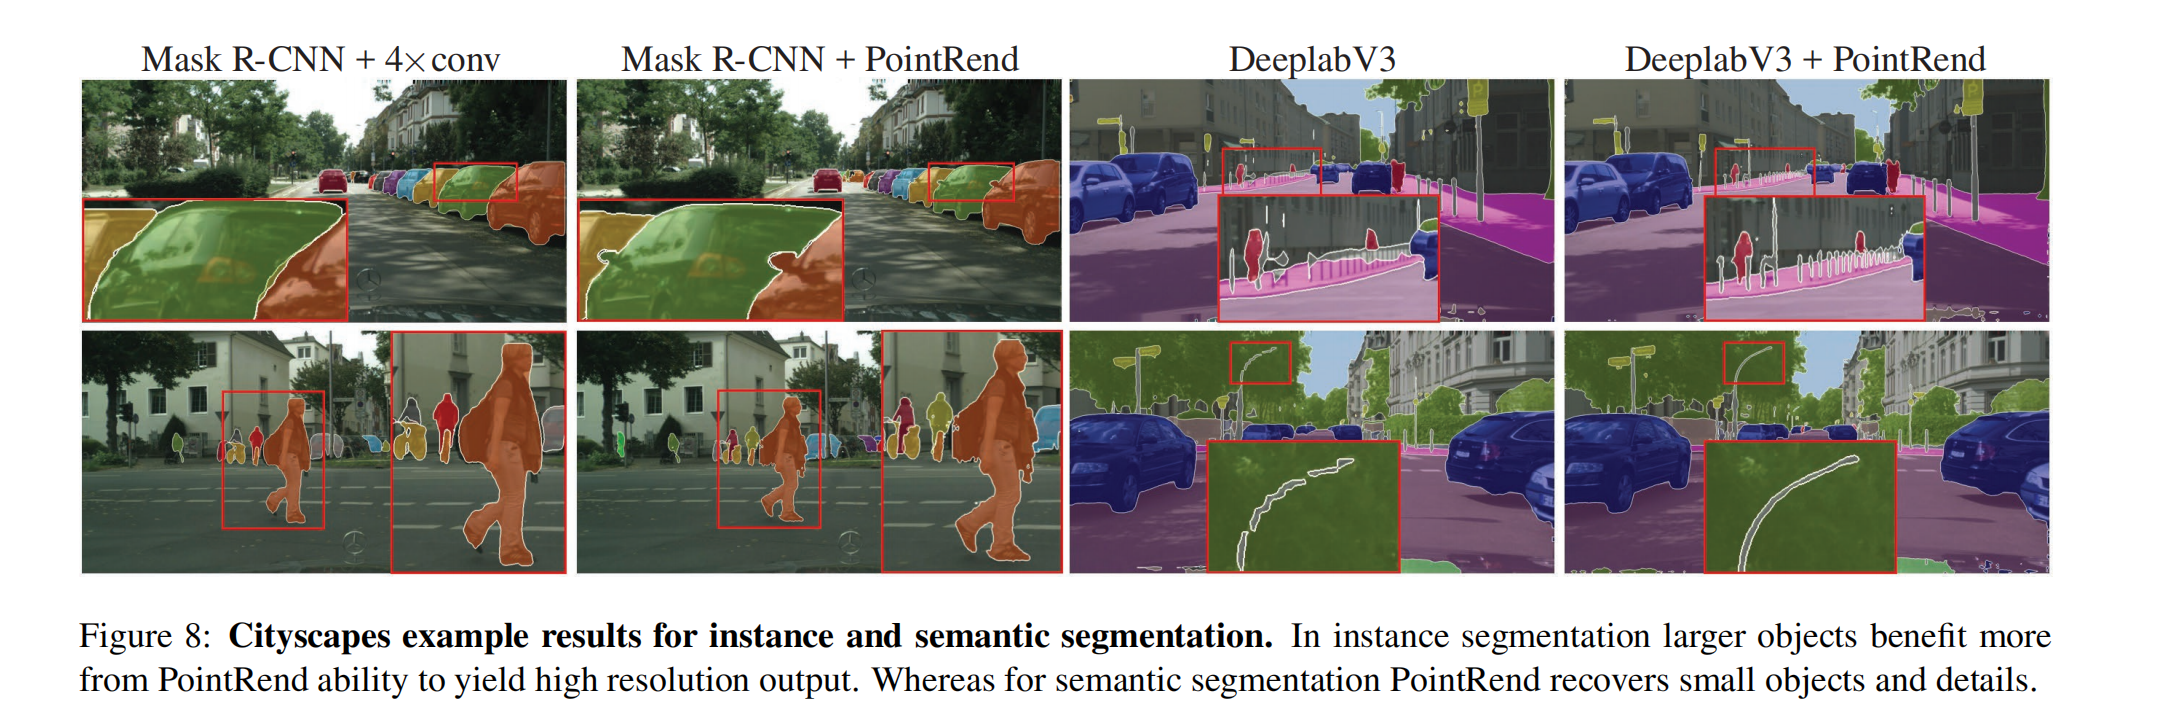 Mask R-CNN + 4×conv
Mask R-CNN + PointRend
DeeplabV3
DeeplabV3 + PointRend
Figure 8: Cityscapes example results for instance and semantic segmentation. In instance segmentation larger objects benefit more
from PointRend ability to yield high resolution output. Whereas for semantic segmentation PointRend recovers small objects and details.